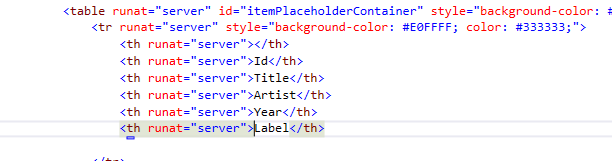 <table runat="server" id="itemPlaceholderContainer" style="background-color: #
<tr runat="server" style="background-color: #E0FFFF; color: #333333;">
<th runat="server"></th>
<th runat="server">Id</th>
<th runat="server">Title</th>
<th runat="server">Artist</th>
<th runat="server">Year</th>
<th runat="server">Label</th>
</tr>